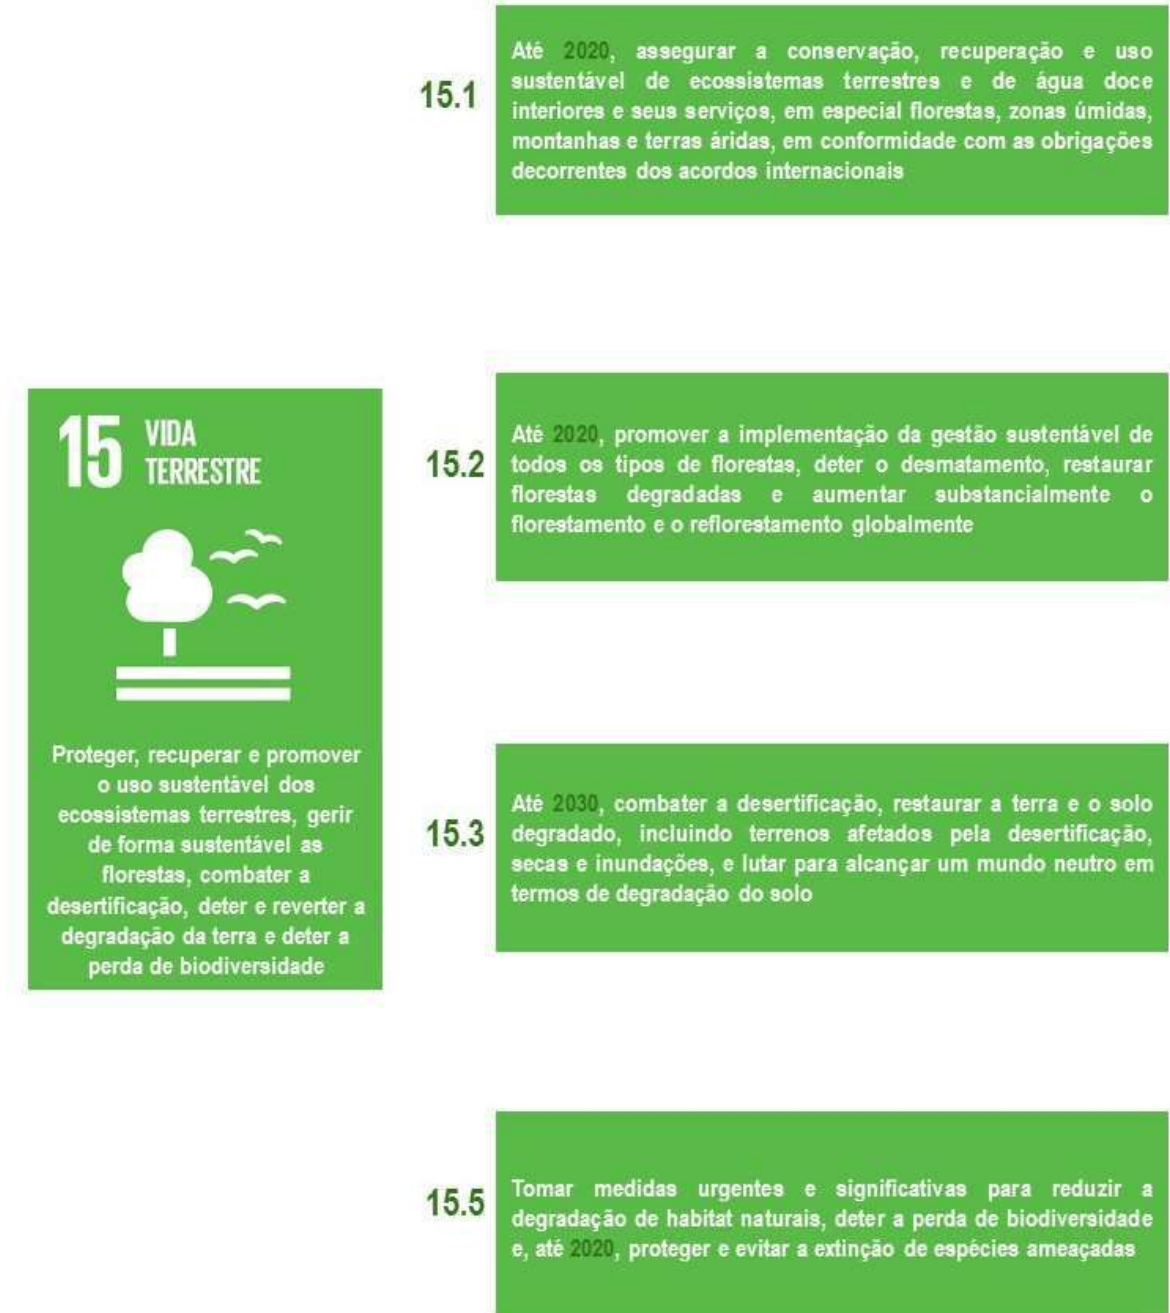 15.1
Até 2020, assegurar a conservação, recuperação e uso
sustentável de ecossistemas terrestres e de água doce
interiores e seus serviços, em especial florestas, zonas úmidas,
montanhas e terras áridas, em conformidade com as obrigações
decorrentes dos acordos internacionais
15 VIDA
TERRESTRE
Proteger, recuperar e promover
o uso sustentável dos
ecossistemas terrestres, gerir
de forma sustentável as
florestas, combater a
desertificação, deter e reverter a
degradação da terra e deter a
perda de biodiversidade
15.2
Até 2020, promover a implementação da gestão sustentável de
todos os tipos de florestas, deter o desmatamento, restaurar
florestas degradadas e aumentar substancialmente o
florestamento e o reflorestamento globalmente
15.3
Até 2030, combater a desertificação, restaurar a terra e o solo
degradado, incluindo terrenos afetados pela desertificação,
secas e inundações, e lutar para alcançar um mundo neutro em
termos de degradação do solo
15.5
Tomar medidas urgentes e significativas para reduzir a
degradação de habitat naturais, deter a perda de biodiversidade
e, até 2020, proteger e evitar a extinção de espécies ameaçadas